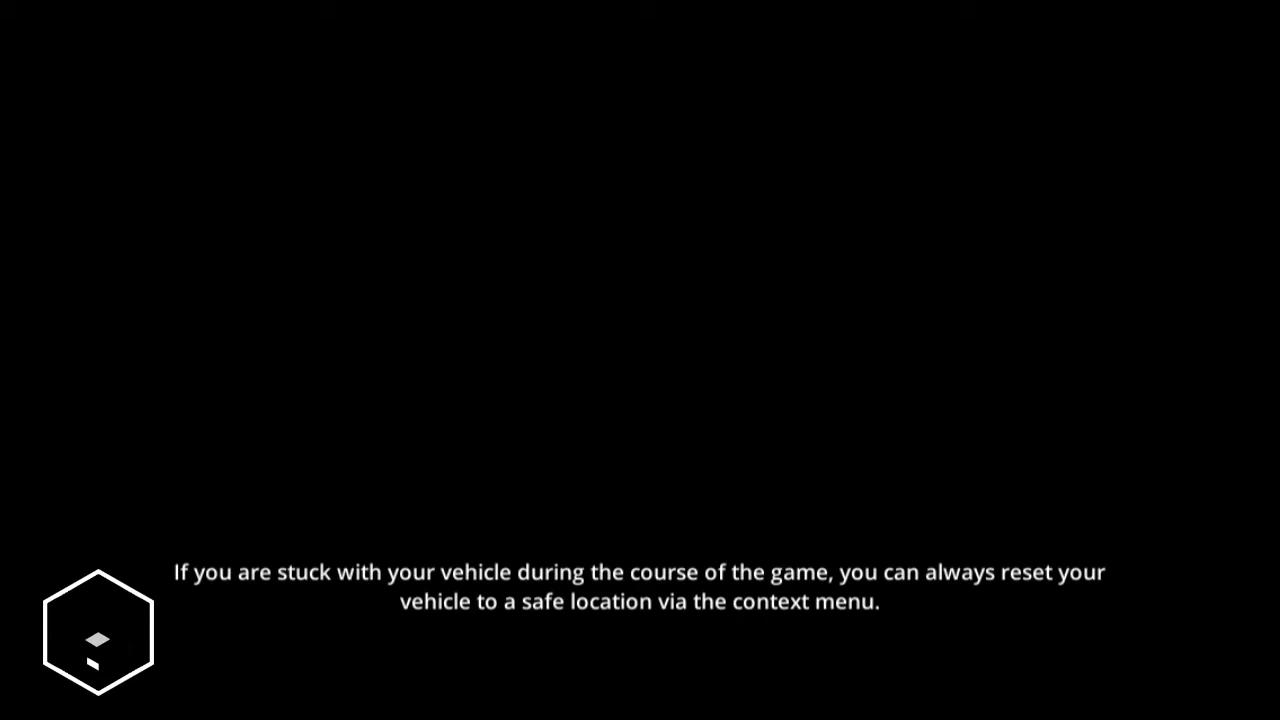 If you are stuck with your vehicle during the course of the game, you can always reset your
vehicle to a safe location via the context menu.